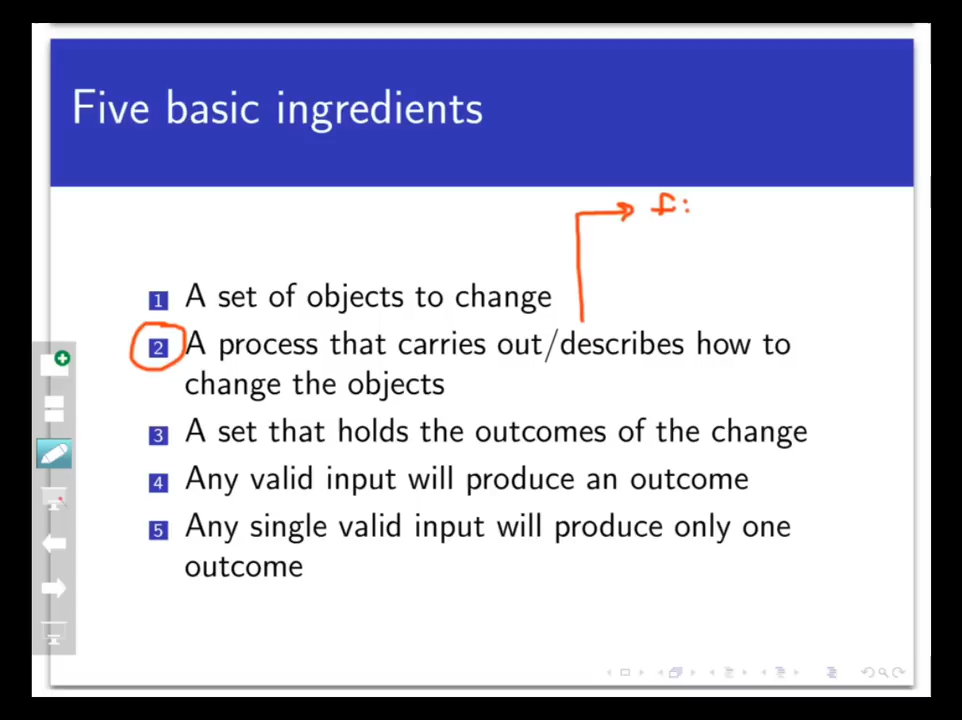 Five basic ingredients
f:
1 A set of objects to change
2 A process that carries out/describes how to
change the objects
3 A set that holds the outcomes of the change
4 Any valid input will produce an outcome
5 Any single valid input will produce only one
outcome